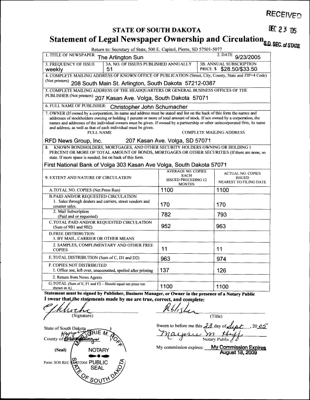 RECEIVED
DEC 23 '05
S.D. SEC. of STATE
STATE OF SOUTH DAKOTA
Statement of Legal Newspaper Ownership and Circulation
Return to: Secretary of State, 500 E. Capitol, Pierre, SD 57501-5077
1. TITLE OF NEWSPAPER The Arlington Sun
2. DATE 9/23/2005
3. FREQUENCY OF ISSUE weekly
3A. NO. OF ISSUES PUBLISHED ANNUALLY 51
3B. ANNUAL SUBSCRIPTION PRICE $ $28.50/$33.50
4. COMPLETE MAILING ADDRESS OF KNOWN OFFICE OF PUBLICATION (Street, City, County, State and ZIP+4 Code)
(Not printers) 208 South Main St. Arlington, South Dakota 57212-0387
5. COMPLETE MAILING ADDRESS OF THE HEADQUARTERS OR GENERAL BUSINESS OFFICES OF THE
PUBLISHER (Not printers) 207 Kasan Ave. Volga, South Dakota 57071
6. FULL NAME OF PUBLISHER: Christopher John Schumacher
7. OWNER (If owned by a corporation, its name and address must be stated and list on the back of this form the names and
addresses of stockholders owning or holding 1 percent or more of total amount of stock. If not owned by a corporation, the
names and addresses of the individual owners must be given. If owned by a partnership or other unincorporated firm, its name
and address, as well as that of each individual must be given.)
FULL NAME COMPLETE MAILING ADDRESS
RFD News Group, Inc. 207 Kasan Ave. Volga, SD 57071
8. KNOWN BONDHOLDERS, MORTGAGES, AND OTHER SECURITY HOLDERS OWNING OR HOLDING 1
PERCENT OR MORE OF TOTAL AMOUNT OF BONDS, MORTGAGES OR OTHER SECURITIES (If there are none, so
state. If more space is needed, list on back of this form.
First National Bank of Volga 303 Kasan Ave Volga, South Dakota 57071
9. EXTENT AND NATURE OF CIRCULATION
AVERAGE NO. COPIES EACH ISSUED PRECEDING 12 MONTHS
ACTUAL NO. COPIES ISSUED NEAREST TO FILING DATE
A.TOTAL NO. COPIES (Net Press Run) 1100 1100
B.PAID AND/OR REQUESTED CIRCULATION
1. Sales through dealers and carriers, street vendors and
counter sales. 170 170
2. Mail Subscription
(Paid and or requested) 782 793
C.TOTAL PAID AND/OR REQUESTED CIRCULATION
(Sum of 9B1 and 9B2) 952 963
D.FREE DISTRIBUTION
1. BY MAIL, CARRIER OR OTHER MEANS
2. SAMPLES, COMPLIMENTARY AND OTHER FREE
COPIES 11 11
E. TOTAL DISTRIBUTION (Sum of C, D1 and D2) 963 974
F. COPIES NOT DISTRIBUTED
1. Office use, left over, unaccounted, spoiled after printing 137 126
2. Return from News Agents
G.TOTAL (Sum of E, F1 and F2 - Should equal net press run
shown in A) 1100 1100
Statement must be signed by Publisher, Business Manager, or Owner in the presence of a Notary Public
I swear that the statements made by me are true, correct, and complete:
(Signature) (Title)
State of South Dakota
Sworn to before me this 23 day of Sept, 2005
County of
Marjorie M
Notary Public
(Seal)
My commission expires: My Commission Expires
August 18, 2009
NOTARY
PUBLIC
SEAL
SOUTH DAKOTA